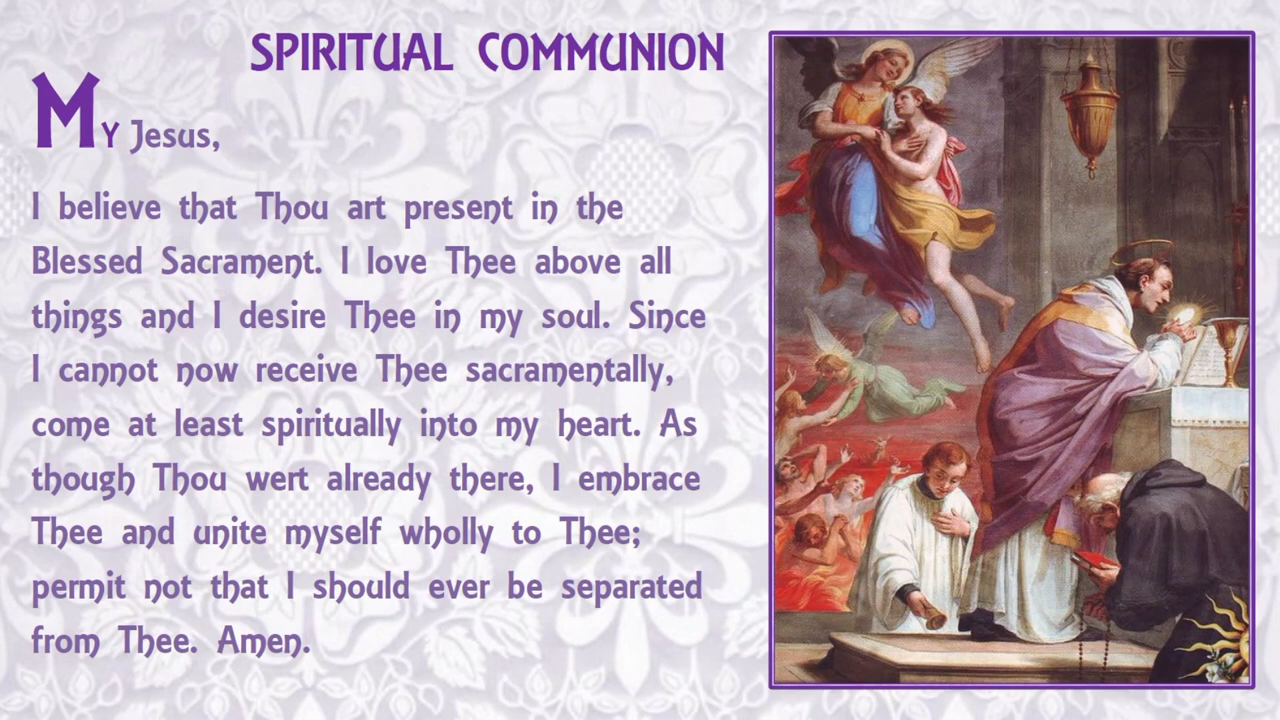 SPIRITUAL COMMUNION
MY Jesus,
I believe that Thou art present in the
Blessed Sacrament. I love Thee above all
things and I desire Thee in my soul. Since
I cannot now receive Thee sacramentally,
come at least spiritually into my heart. As
though Thou wert already there, I embrace
Thee and unite myself wholly to Thee;
permit not that I should ever be separated
from Thee. Amen.